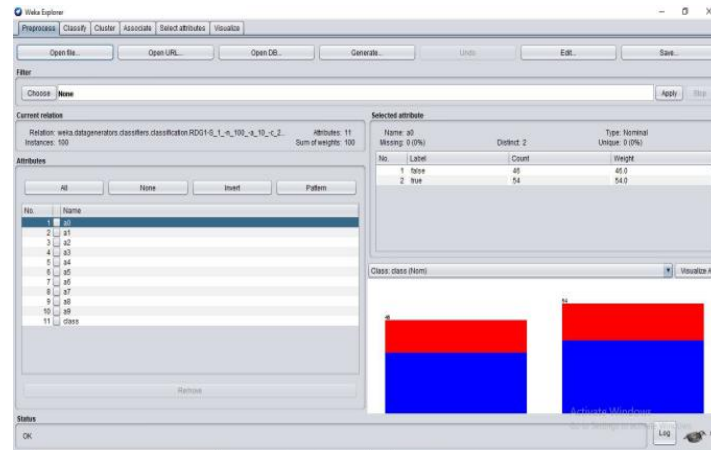 Weka Explorer
Preprocess Classify Cluster Associate Select attributes Visualize
Open file... Open URL... Open DB... Generate... Undo Edit... Save...
Filter
Choose None Apply Stop
Current relation
Relation: weka.datagenerators.classifiers.classification.RDG1-S_1_-n_100_-a_10_-c_2... Attributes: 11
Instances: 100 Sum of weights: 100
Attributes
All None Invert Pattern
No. Name
1 a0
2 a1
3 a2
4 a3
5 a4
6 a5
7 a6
8 a7
9 a8
10 a9
11 class
Remove
Selected attribute
Name: a0 Type: Nominal
Missing: 0 (0%) Distinct: 2 Unique: 0 (0%)
No. Label Count Weight
1 false 46 46.0
2 true 54 54.0
Class: class (Nom) Visualize A
46 54
Activate Windows
Status
OK Log